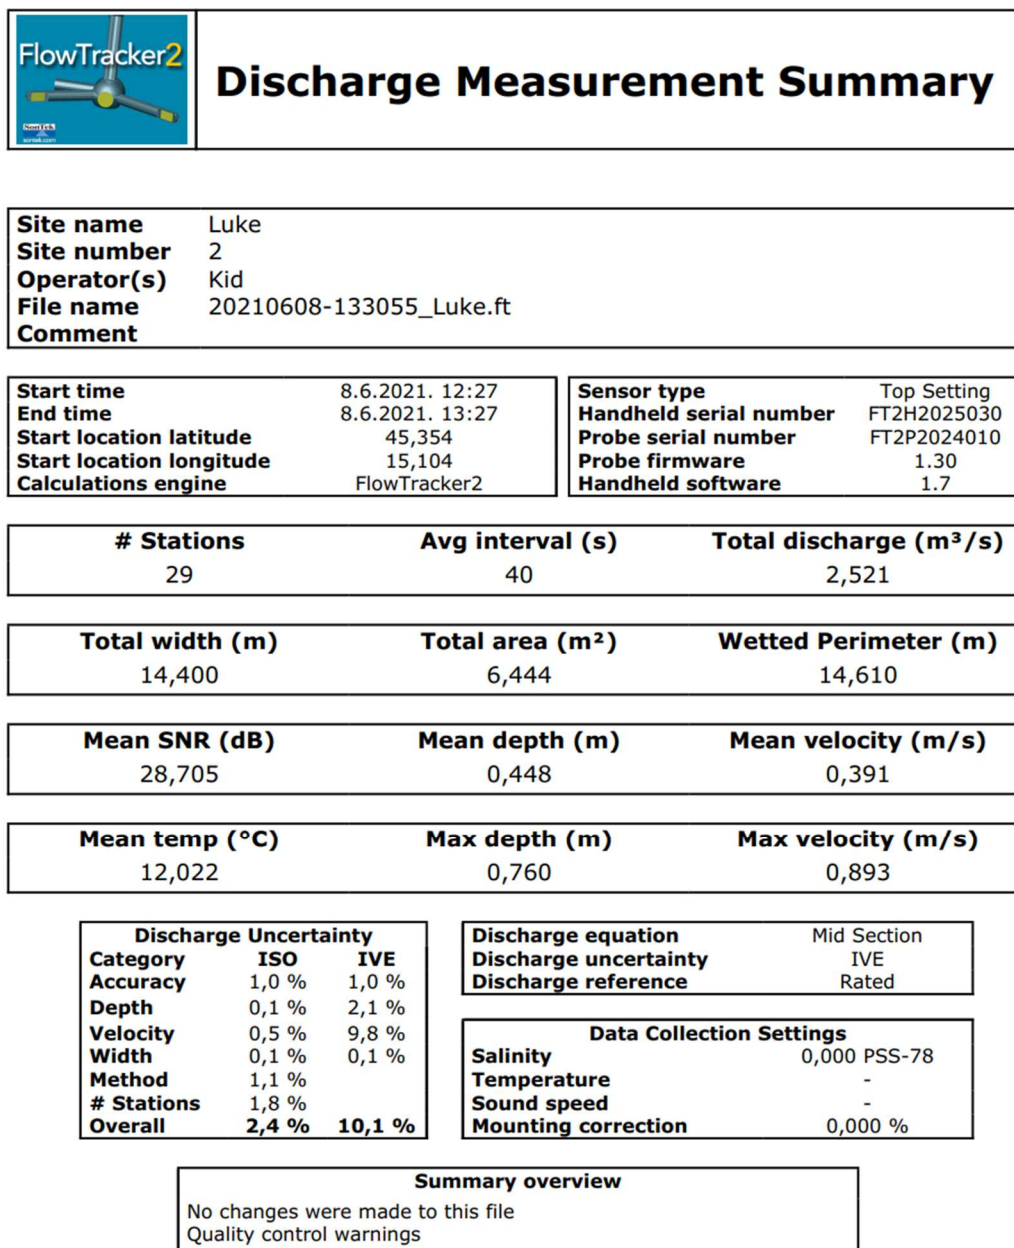 FlowTracker2
SonTek
sontek.com
Discharge Measurement Summary
Site name Luke
Site number 2
Operator(s) Kid
File name 20210608-133055_Luke.ft
Comment
Start time 8.6.2021. 12:27
End time 8.6.2021. 13:27
Start location latitude 45,354
Start location longitude 15,104
Calculations engine FlowTracker2
Sensor type Top Setting
Handheld serial number FT2H2025030
Probe serial number FT2P2024010
Probe firmware 1.30
Handheld software 1.7
# Stations Avg interval (s) Total discharge (m³/s)
29 40 2,521
Total width (m) Total area (m²) Wetted Perimeter (m)
14,400 6,444 14,610
Mean SNR (dB) Mean depth (m) Mean velocity (m/s)
28,705 0,448 0,391
Mean temp (°C) Max depth (m) Max velocity (m/s)
12,022 0,760 0,893
Discharge Uncertainty
Category ISO IVE
Accuracy 1,0 % 1,0 %
Depth 0,1 % 2,1 %
Velocity 0,5 % 9,8 %
Width 0,1 % 0,1 %
Method 1,1 %
# Stations 1,8 %
Overall 2,4 % 10,1 %
Discharge equation Mid Section
Discharge uncertainty IVE
Discharge reference Rated
Data Collection Settings
Salinity 0,000 PSS-78
Temperature -
Sound speed -
Mounting correction 0,000 %
Summary overview
No changes were made to this file
Quality control warnings